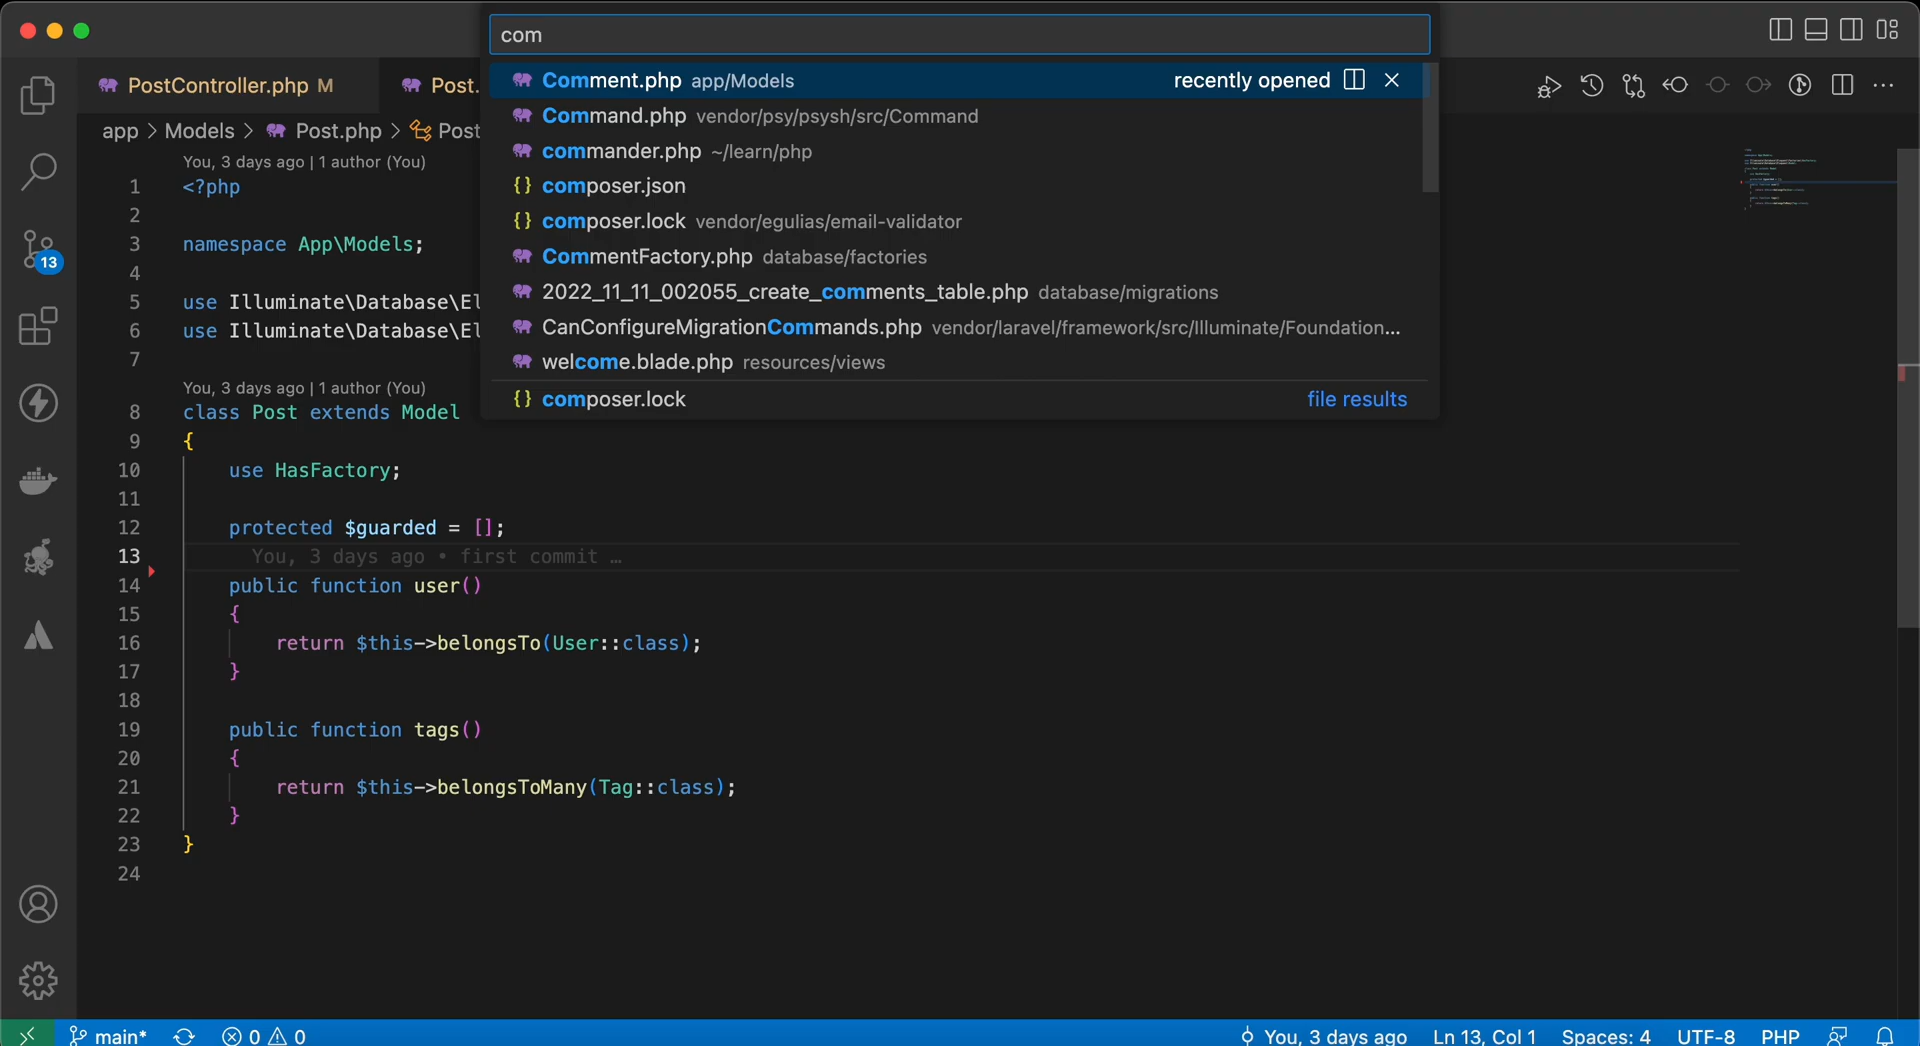 com
Comment.php app/Models recently opened
Command.php vendor/psy/psysh/src/Command
commander.php ~/learn/php
composer.json
composer.lock vendor/egulias/email-validator
CommentFactory.php database/factories
2022_11_11_002055_create_comments_table.php database/migrations
CanConfigureMigrationCommands.php vendor/laravel/framework/src/Illuminate/Foundation...
welcome.blade.php resources/views
composer.lock file results
PostController.php M
Post.
app > Models > Post.php > Post
You, 3 days ago | 1 author (You)
1 <?php
2
3 namespace App\Models;
4
5 use Illuminate\Database\El
6 use Illuminate\Database\El
7
You, 3 days ago | 1 author (You)
8 class Post extends Model
9 {
10 use HasFactory;
11
12 protected $guarded = [];
13 You, 3 days ago • first commit …
14 public function user()
15 {
16 return $this->belongsTo(User::class);
17 }
18
19 public function tags()
20 {
21 return $this->belongsToMany(Tag::class);
22 }
23 }
24
13
main* 0 0 You, 3 days ago Ln 13, Col 1 Spaces: 4 UTF-8 PHP